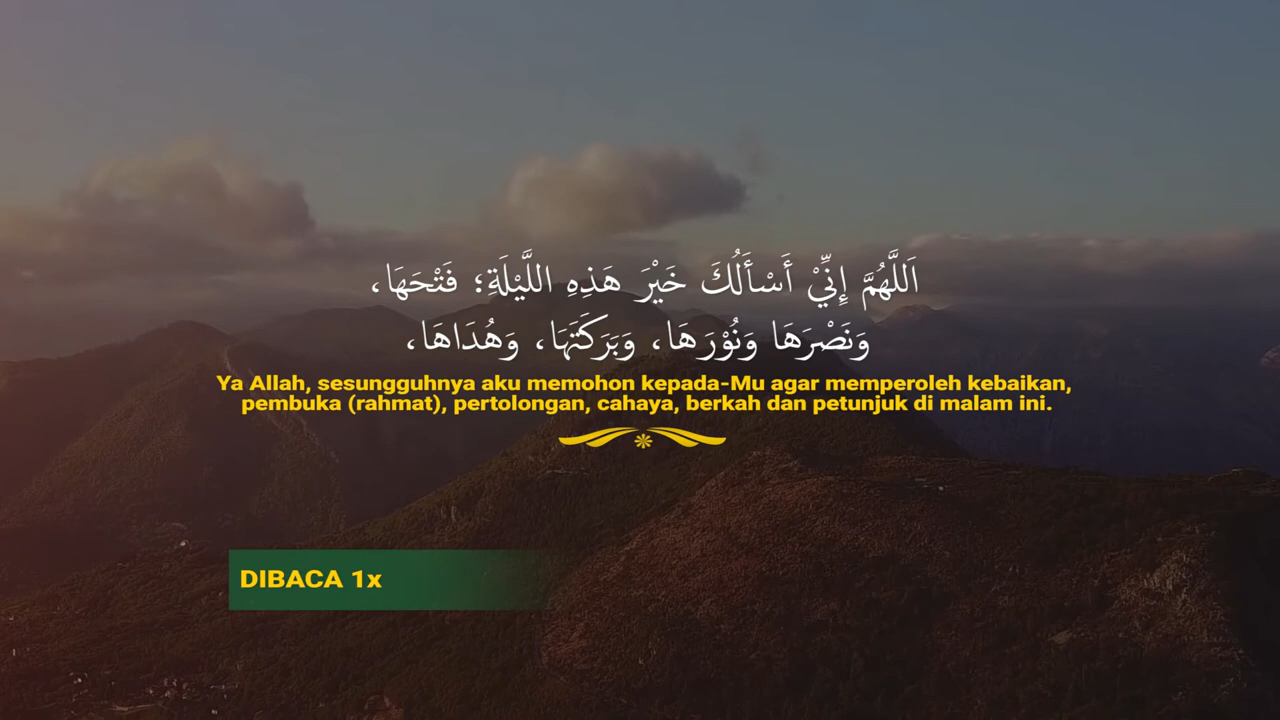 اَللَّهُمَّ إِنِّيْ أَسْأَلُكَ خَيْرَ هَذِهِ اللَّيْلَةِ؛ فَتْحَهَا،
وَنَصْرَهَا وَنُوْرَهَا، وَبَرَكَتَهَا، وَهُدَاهَا،
Ya Allah, sesungguhnya aku memohon kepada-Mu agar memperoleh kebaikan,
pembuka (rahmat), pertolongan, cahaya, berkah dan petunjuk di malam ini.
DIBACA 1x